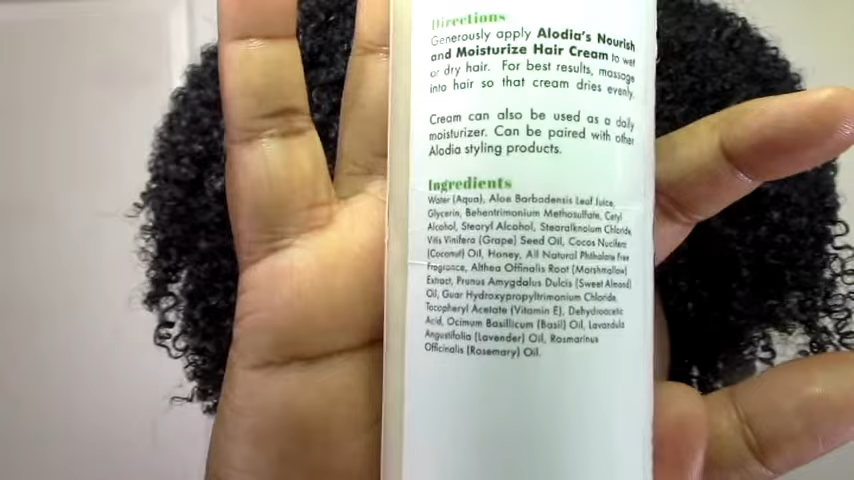 Directions
Generously apply Alodia's Nourish
and Moisturize Hair Cream to wet
or dry hair. For best results, massage
into hair so that cream dries evenly.
Cream can also be used as a daily
moisturizer. Can be paired with other
Alodia styling products.
Ingredients
Water (Aqua), Aloe Barbadensis Leaf Juice,
Glycerin, Behentrimonium Methosulfate, Cetyl
Alcohol, Stearyl Alcohol, Stearalknoium Chloride,
Vitis Vinifera (Grape) Seed Oil, Cocos Nucifera
(Coconut) Oil, Honey, All Natural Phthalate Free
Fragrance, Althea Offinalis Root (Marshmallow)
Extract, Prunus Amygdalus Dulcis (Sweet Almond)
Oil, Guar Hydroxypropyltrimonium Chloride,
Tocopheryl Acetate (Vitamin E), Dehydroacetic
Acid, Ocimum Basillicum (Basil) Oil, Lavandula
Angustifolia (Lavender) Oil, Rosmarinus
Officinalis (Rosemary) Oil.